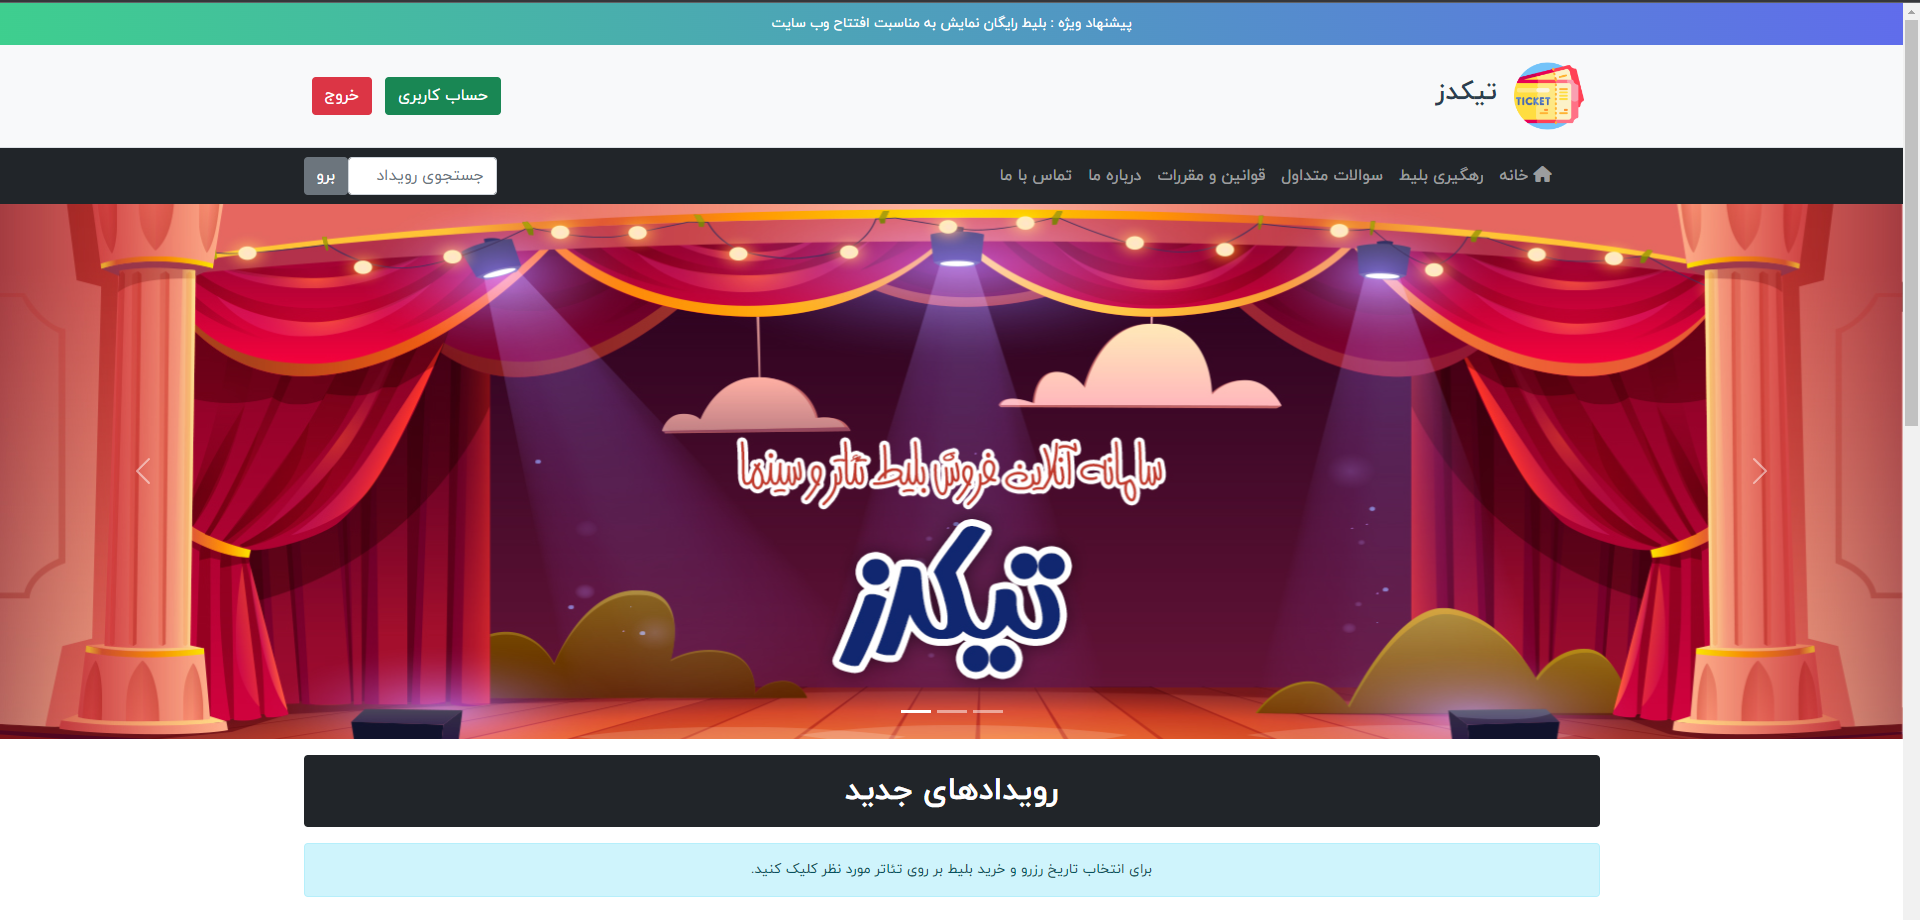 پیشنهاد ویژه : بلیط رایگان نمایش به مناسبت افتتاح وب سایت
TICKET
تیکدز
حساب کاربری
خروج
خانه
رهگیری بلیط
سوالات متداول
قوانین و مقررات
درباره ما
تماس با ما
جستجوی رویداد
برو
سامانه آنلاین فروش بلیط تئاتر و سینما
تیکدز
رویدادهای جدید
برای انتخاب تاریخ رزرو و خرید بلیط بر روی تئاتر مورد نظر کلیک کنید.